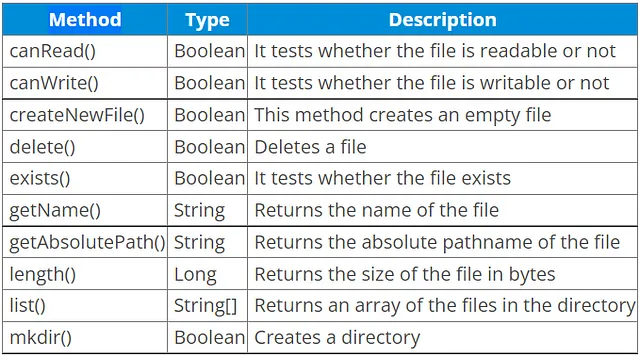 Method Type Description
canRead() Boolean It tests whether the file is readable or not
canWrite() Boolean It tests whether the file is writable or not
createNewFile() Boolean This method creates an empty file
delete() Boolean Deletes a file
exists() Boolean It tests whether the file exists
getName() String Returns the name of the file
getAbsolutePath() String Returns the absolute pathname of the file
length() Long Returns the size of the file in bytes
list() String[] Returns an array of the files in the directory
mkdir() Boolean Creates a directory